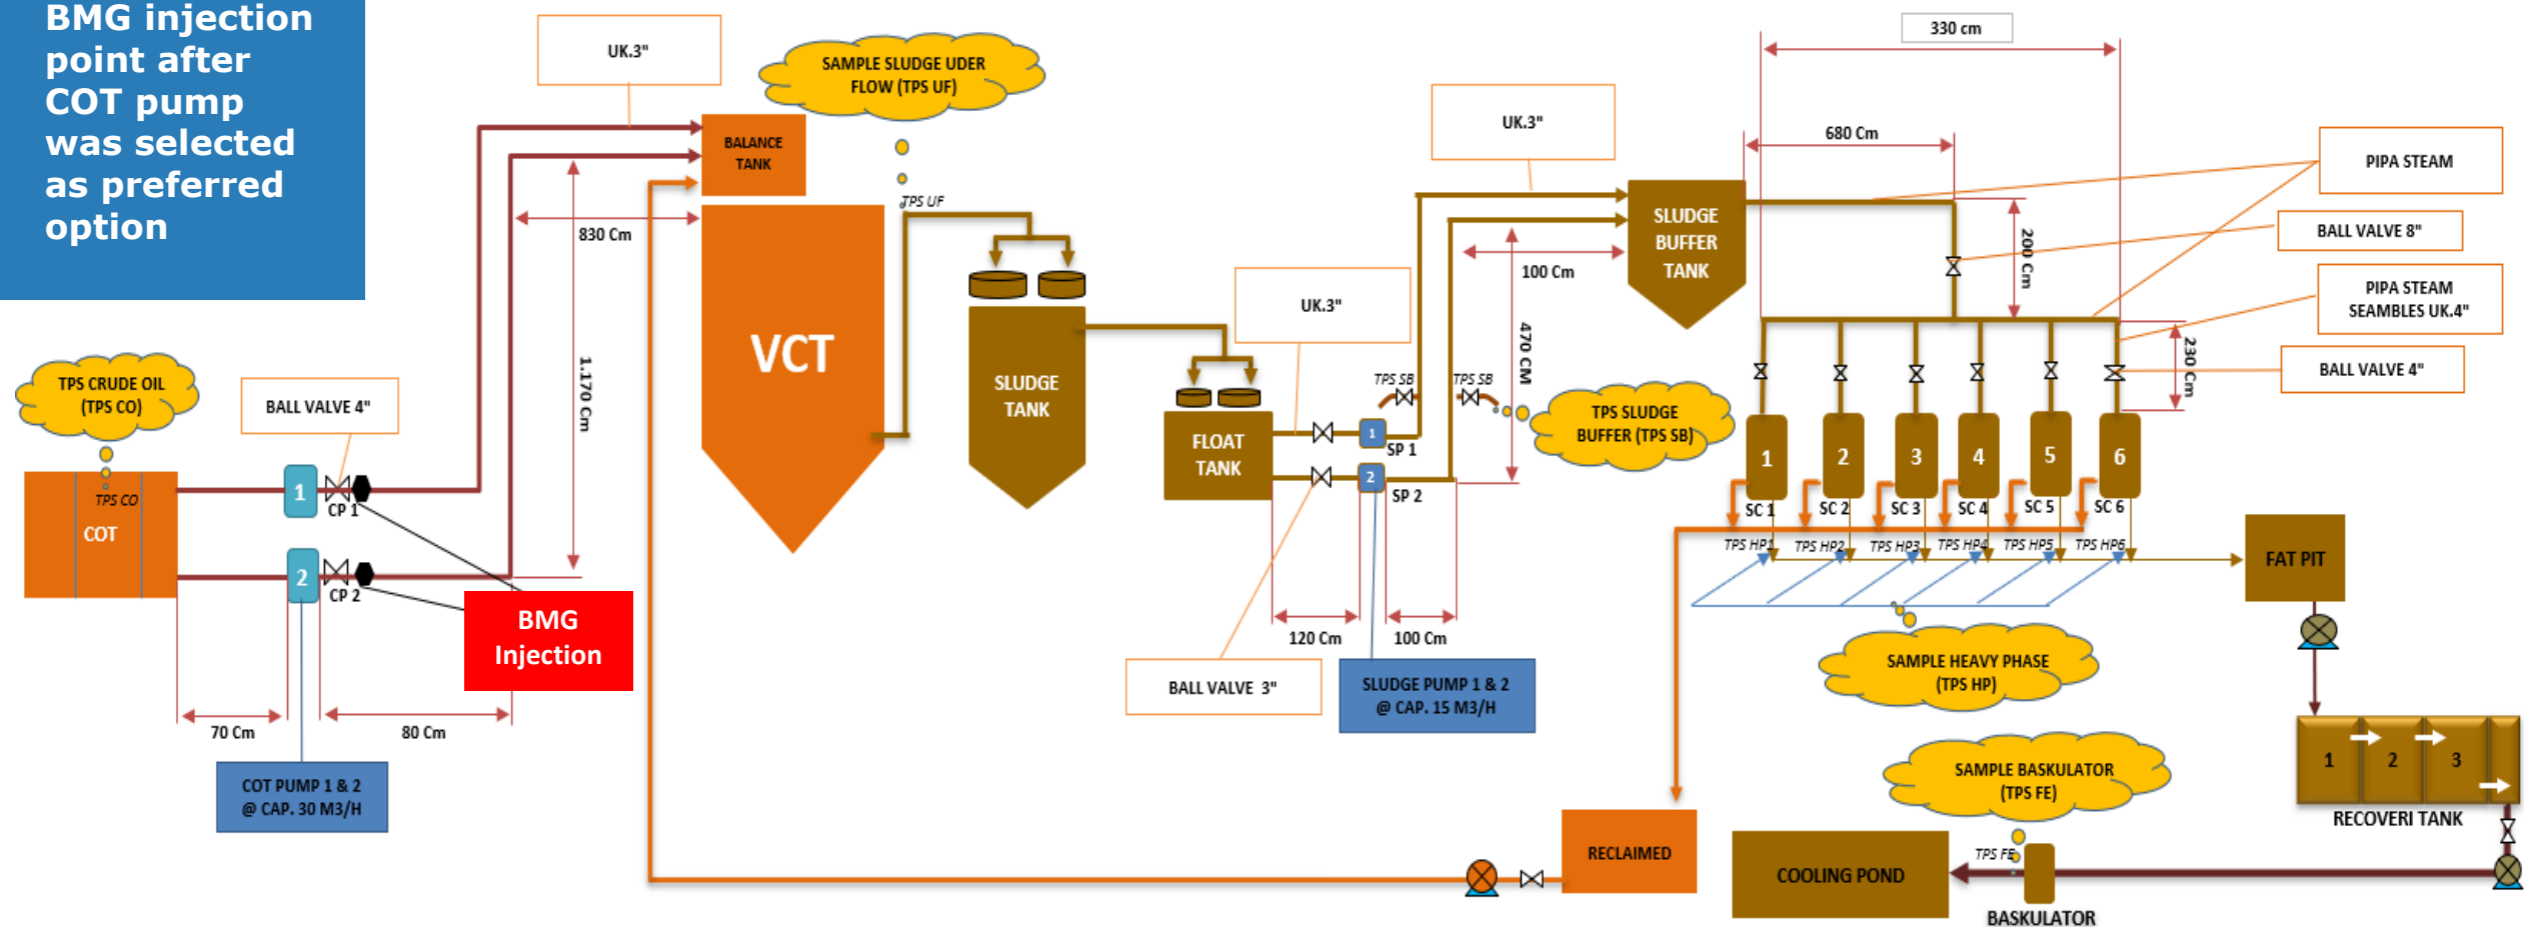 BMG injection
point after
COT pump
was selected
as preferred
option
UK.3"
SAMPLE SLUDGE UDER
FLOW (TPS UF)
BALANCE
TANK
TPS UF
830 Cm
1.170 Cm
VCT
TPS CRUDE OIL
(TPS CO)
BALL VALVE 4"
TPS CO
COT
1
CP 1
2
CP 2
BMG
Injection
70 Cm
80 Cm
COT PUMP 1 & 2
@ CAP. 30 M3/H
SLUDGE
TANK
UK.3"
FLOAT
TANK
1
SP 1
2
SP 2
120 Cm
100 Cm
BALL VALVE 3"
SLUDGE PUMP 1 & 2
@ CAP. 15 M3/H
UK.3"
TPS SB
TPS SB
470 CM
100 Cm
TPS SLUDGE
BUFFER (TPS SB)
SLUDGE
BUFFER
TANK
330 cm
680 Cm
200 Cm
230 Cm
PIPA STEAM
BALL VALVE 8"
PIPA STEAM
SEAMBLES UK.4"
BALL VALVE 4"
1
2
3
4
5
6
SC 1
SC 2
SC 3
SC 4
SC 5
SC 6
TPS HP1
TPS HP2
TPS HP3
TPS HP4
TPS HP5
TPS HP6
FAT PIT
SAMPLE HEAVY PHASE
(TPS HP)
SAMPLE BASKULATOR
(TPS FE)
1
2
3
RECOVERI TANK
RECLAIMED
COOLING POND
TPS FE
BASKULATOR